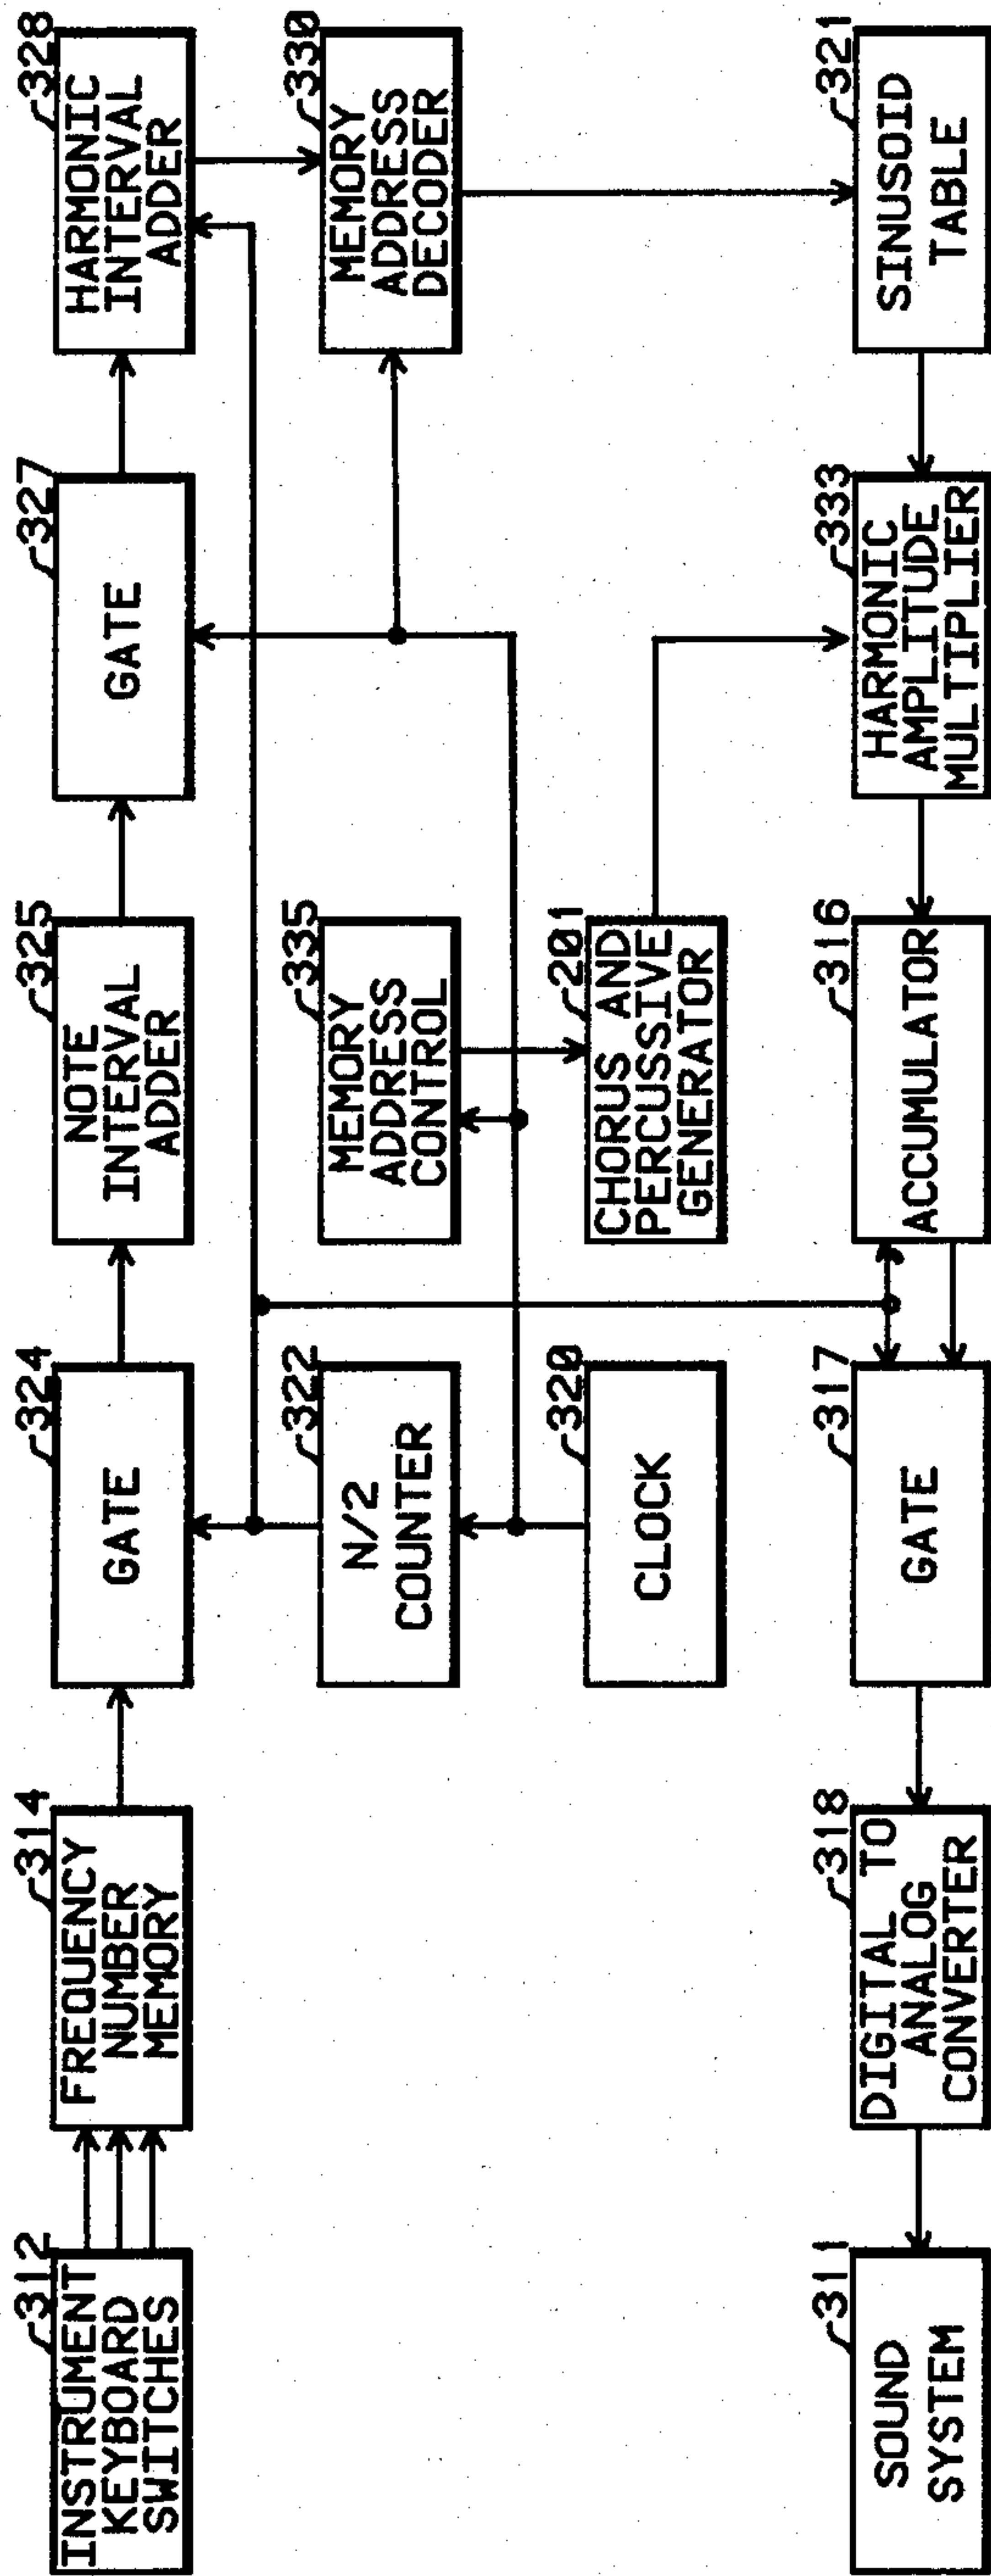 312
INSTRUMENT
KEYBOARD
SWITCHES
314
FREQUENCY
NUMBER
MEMORY
324
GATE
325
NOTE
INTERVAL
ADDER
327
GATE
328
HARMONIC
INTERVAL
ADDER
322
N/2
COUNTER
335
MEMORY
ADDRESS
CONTROL
330
MEMORY
ADDRESS
DECODER
320
CLOCK
201
CHORUS AND
PERCUSSIVE
GENERATOR
311
SOUND
SYSTEM
318
DIGITAL TO
ANALOG
CONVERTER
317
GATE
316
ACCUMULATOR
333
HARMONIC
AMPLITUDE
MULTIPLIER
321
SINUSOID
TABLE